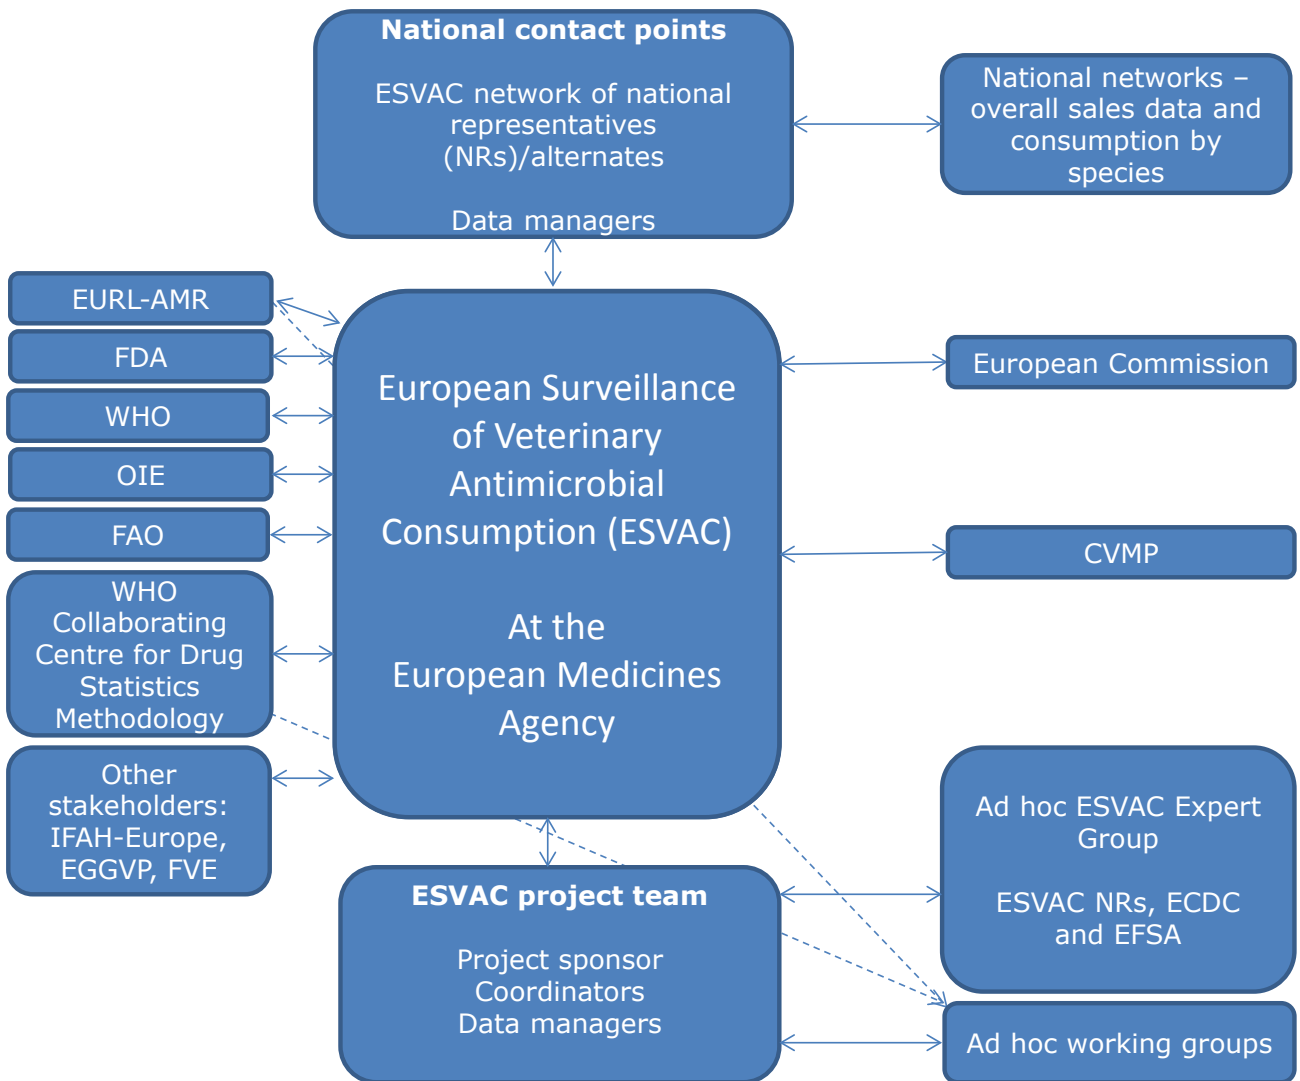 National contact points
ESVAC network of national
representatives
(NRs)/alternates
Data managers
National networks –
overall sales data and
consumption by
species
EURL-AMR
FDA
WHO
OIE
FAO
WHO
Collaborating
Centre for Drug
Statistics
Methodology
Other
stakeholders:
IFAH-Europe,
EGGVP, FVE
European Surveillance
of Veterinary
Antimicrobial
Consumption (ESVAC)
At the
European Medicines
Agency
European Commission
CVMP
Ad hoc ESVAC Expert
Group
ESVAC NRs, ECDC
and EFSA
ESVAC project team
Project sponsor
Coordinators
Data managers
Ad hoc working groups